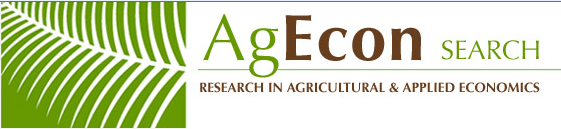 AgEcon SEARCH
RESEARCH IN AGRICULTURAL & APPLIED ECONOMICS